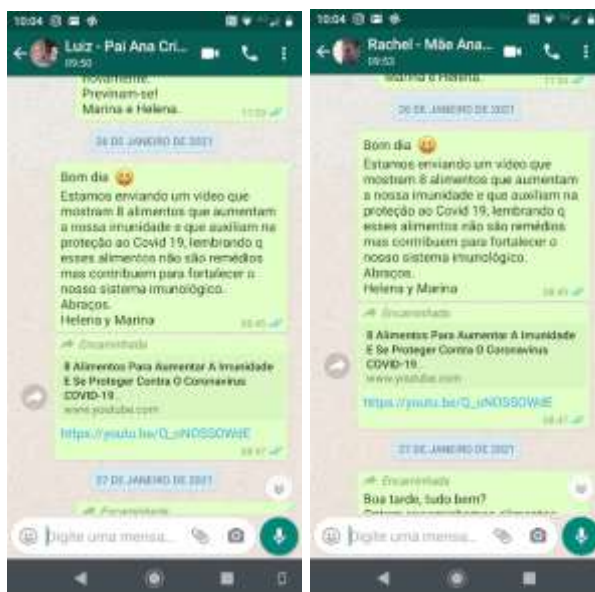 10:04
Luiz - Pai Ana Cri...
09:50
novamente.
Previnam-se!
Marina e Helena.
26 DE JANEIRO DE 2021
Bom dia
Estamos enviando um vídeo que
mostram 8 alimentos que aumentam
a nossa imunidade e que auxiliam na
proteção ao Covid 19, lembrando q
esses alimentos não são remédios
mas contribuem para fortalecer o
nosso sistema imunológico.
Abraços.
Helena y Marina
Encaminhada
8 Alimentos Para Aumentar A Imunidade
E Se Proteger Contra O Coronavírus
COVID-19...
www.youtube.com
27 DE JANEIRO DE 2021
Encaminhada
Digite uma mensa...
10:04
Rachel - Mãe Ana...
09:53
Marina e Helena.
26 DE JANEIRO DE 2021
Bom dia
Estamos enviando um vídeo que
mostram 8 alimentos que aumentam
a nossa imunidade e que auxiliam na
proteção ao Covid 19, lembrando q
esses alimentos não são remédios
mas contribuem para fortalecer o
nosso sistema imunológico.
Abraços.
Helena y Marina
Encaminhada
8 Alimentos Para Aumentar A Imunidade
E Se Proteger Contra O Coronavírus
COVID-19...
www.youtube.com
27 DE JANEIRO DE 2021
Encaminhada
Boa tarde, tudo bem?
Digite uma mensa...